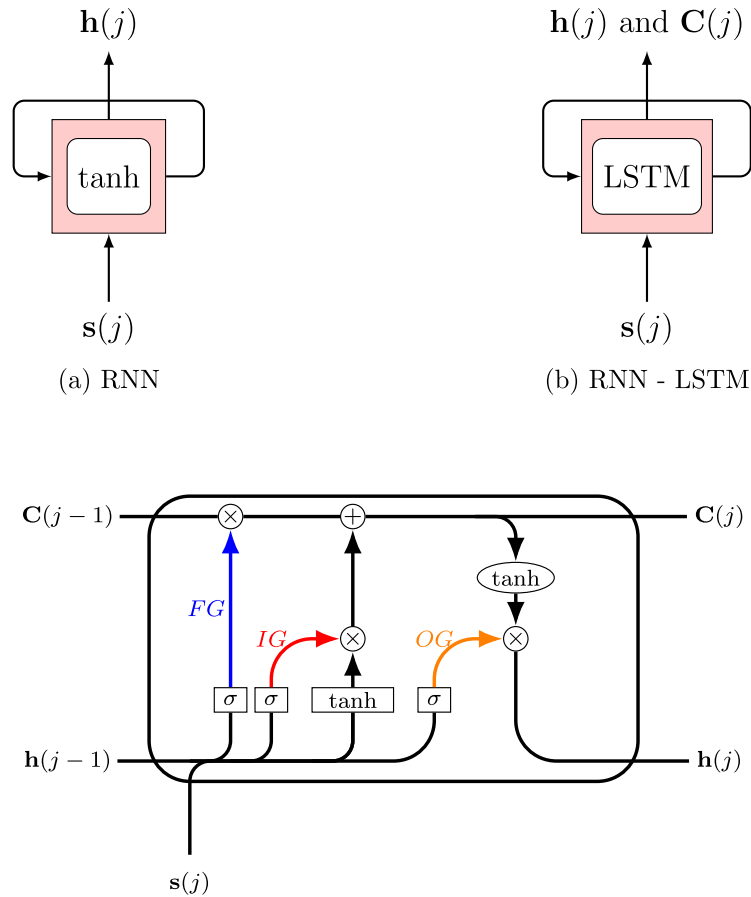 h(j)
h(j) and C(j)
tanh
LSTM
s(j)
s(j)
(a) RNN
(b) RNN - LSTM
C(j−1)
×
+
C(j)
tanh
FG
IG
×
OG
×
σ
σ
tanh
σ
h(j−1)
h(j)
s(j)